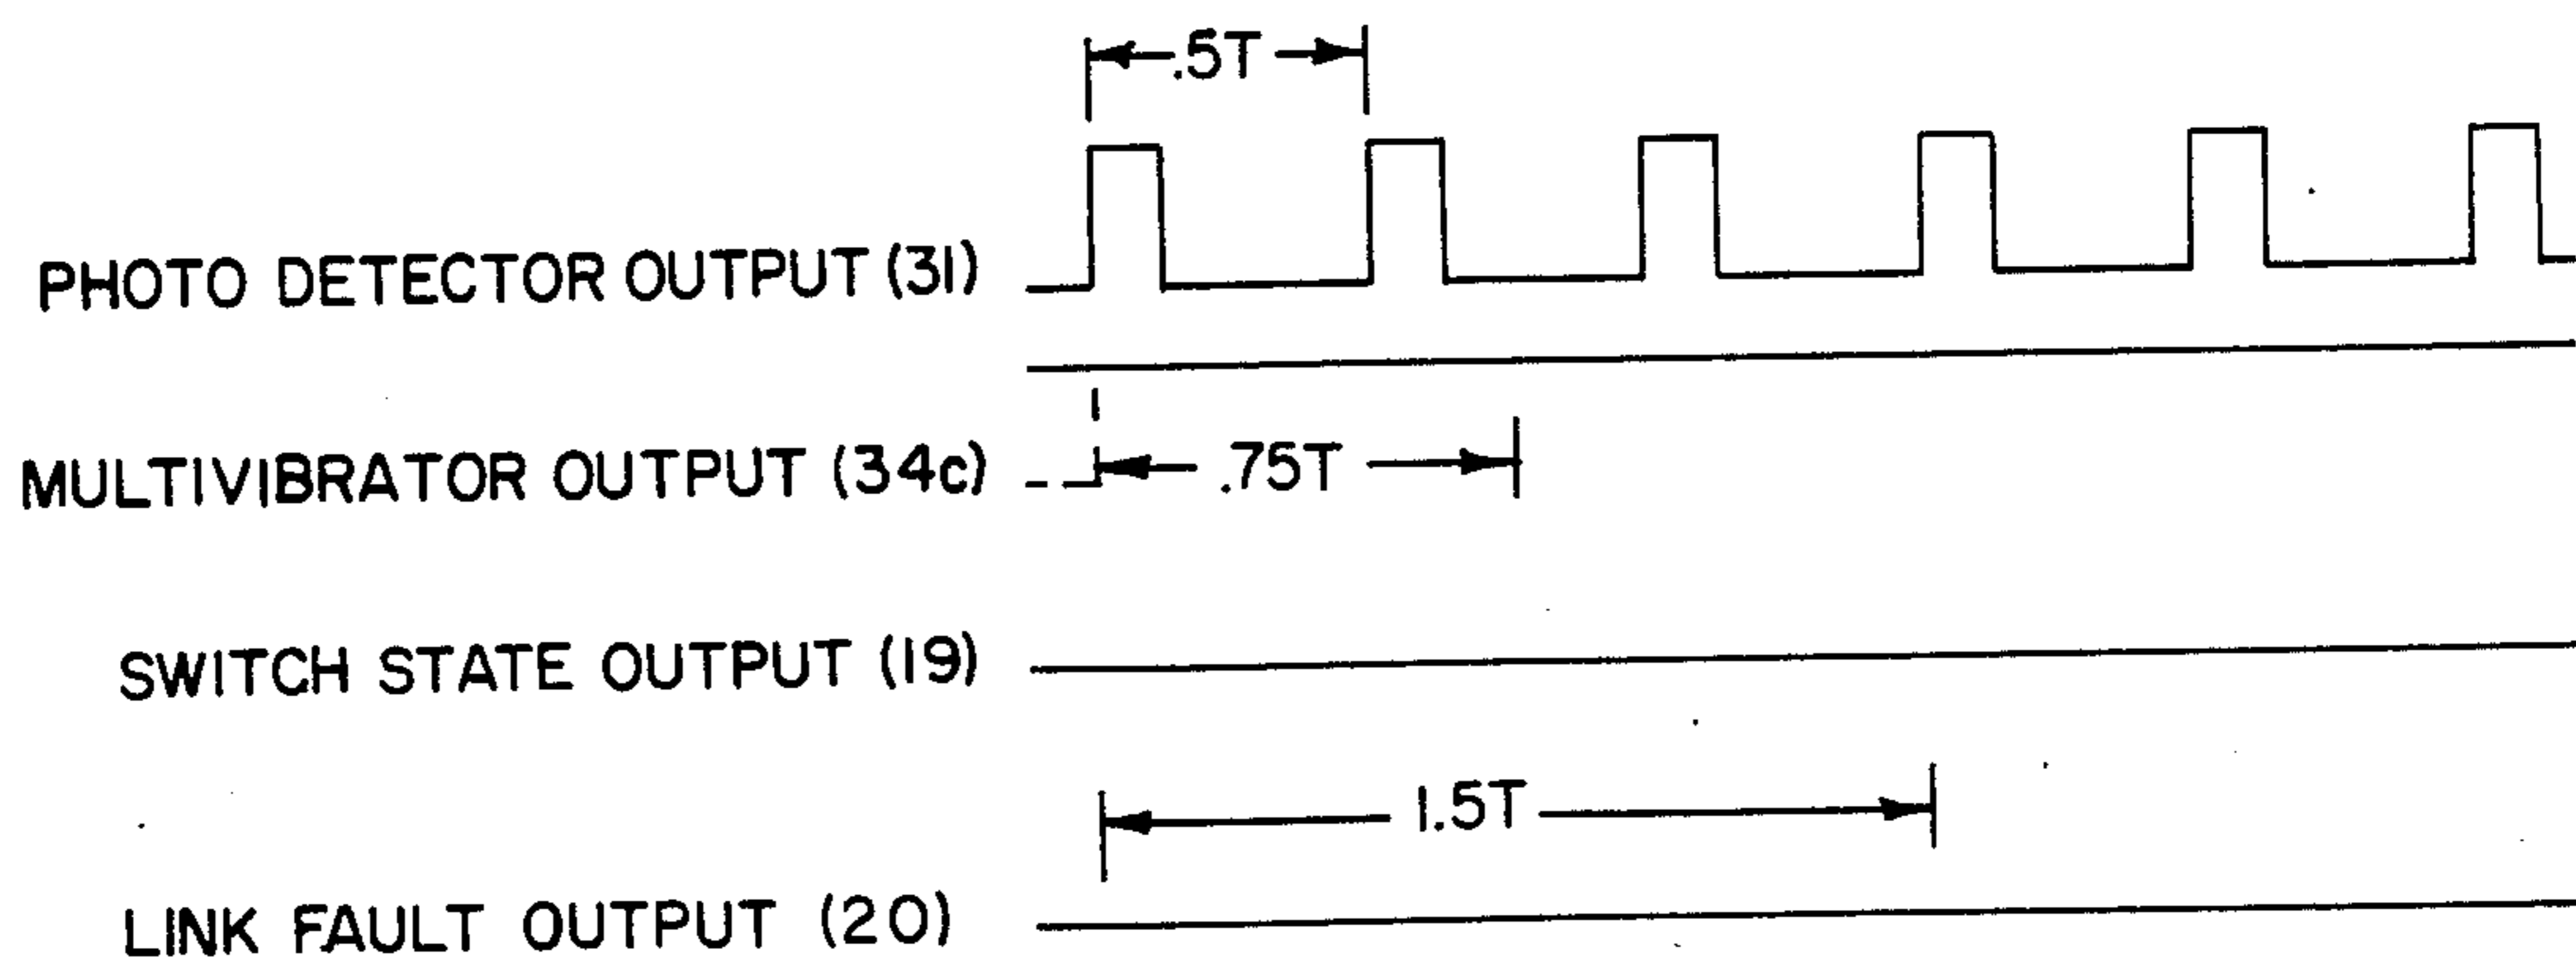 .5T
PHOTO DETECTOR OUTPUT (31)
MULTIVIBRATOR OUTPUT (34c)
.75T
SWITCH STATE OUTPUT (19)
1.5T
LINK FAULT OUTPUT (20)